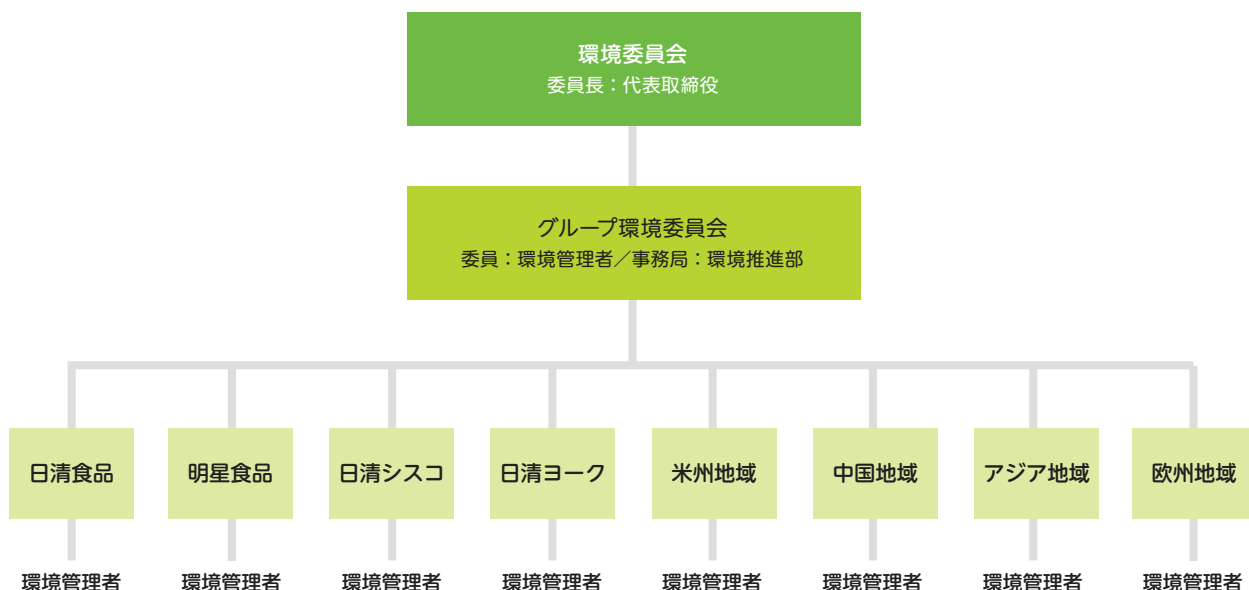 環境委員会
委員長：代表取締役
グループ環境委員会
委員：環境管理者／事務局：環境推進部
日清食品
明星食品
日清シスコ
日清ヨーク
米州地域
中国地域
アジア地域
欧州地域
環境管理者
環境管理者
環境管理者
環境管理者
環境管理者
環境管理者
環境管理者
環境管理者